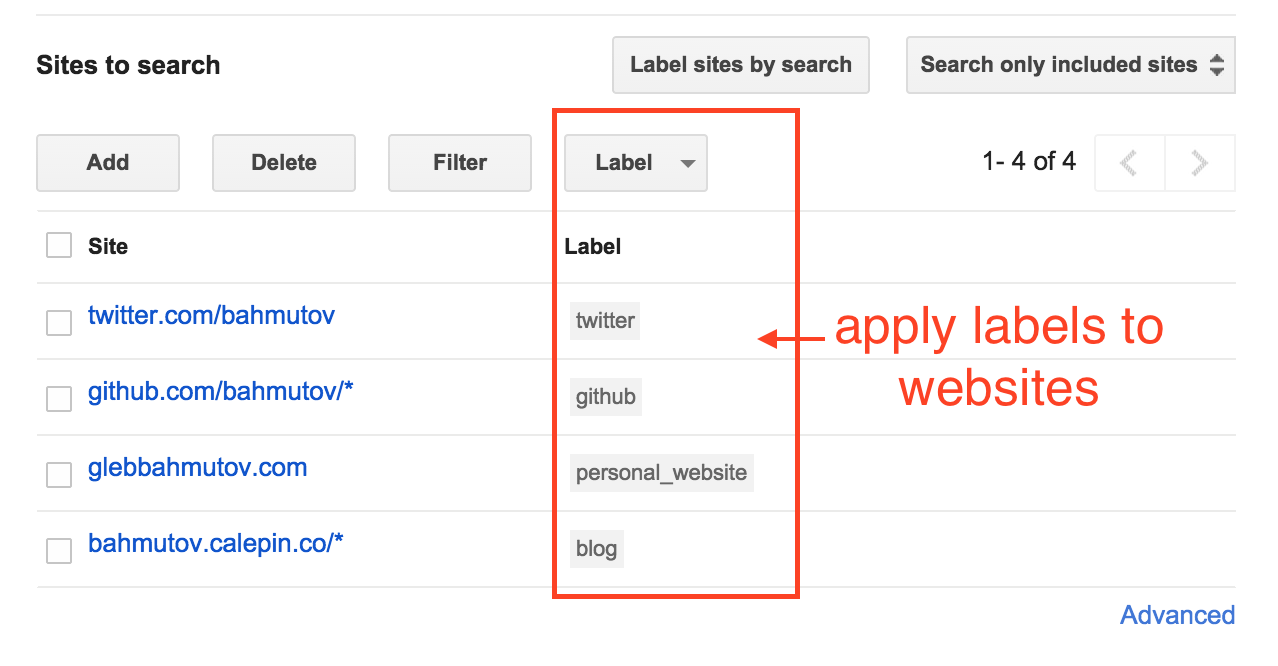 Sites to search
Label sites by search
Search only included sites
Add
Delete
Filter
Label
1- 4 of 4
Site
Label
twitter.com/bahmutov
twitter
github.com/bahmutov/*
github
glebbahmutov.com
personal_website
bahmutov.calepin.co/*
blog
apply labels to
websites
Advanced